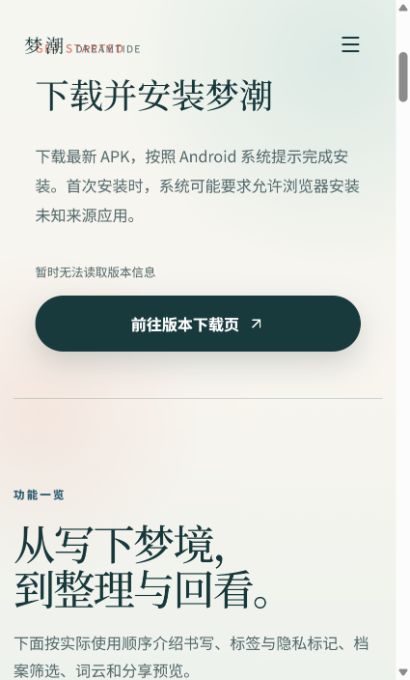 梦潮 DREAMTIDE
下载并安装梦潮
下载最新 APK，按照 Android 系统提示完成安
装。首次安装时，系统可能要求允许浏览器安装
未知来源应用。
暂时无法读取版本信息
前往版本下载页
功能一览
从写下梦境，
到整理与回看。
下面按实际使用顺序介绍书写、标签与隐私标记、档
案筛选、词云和分享预览。